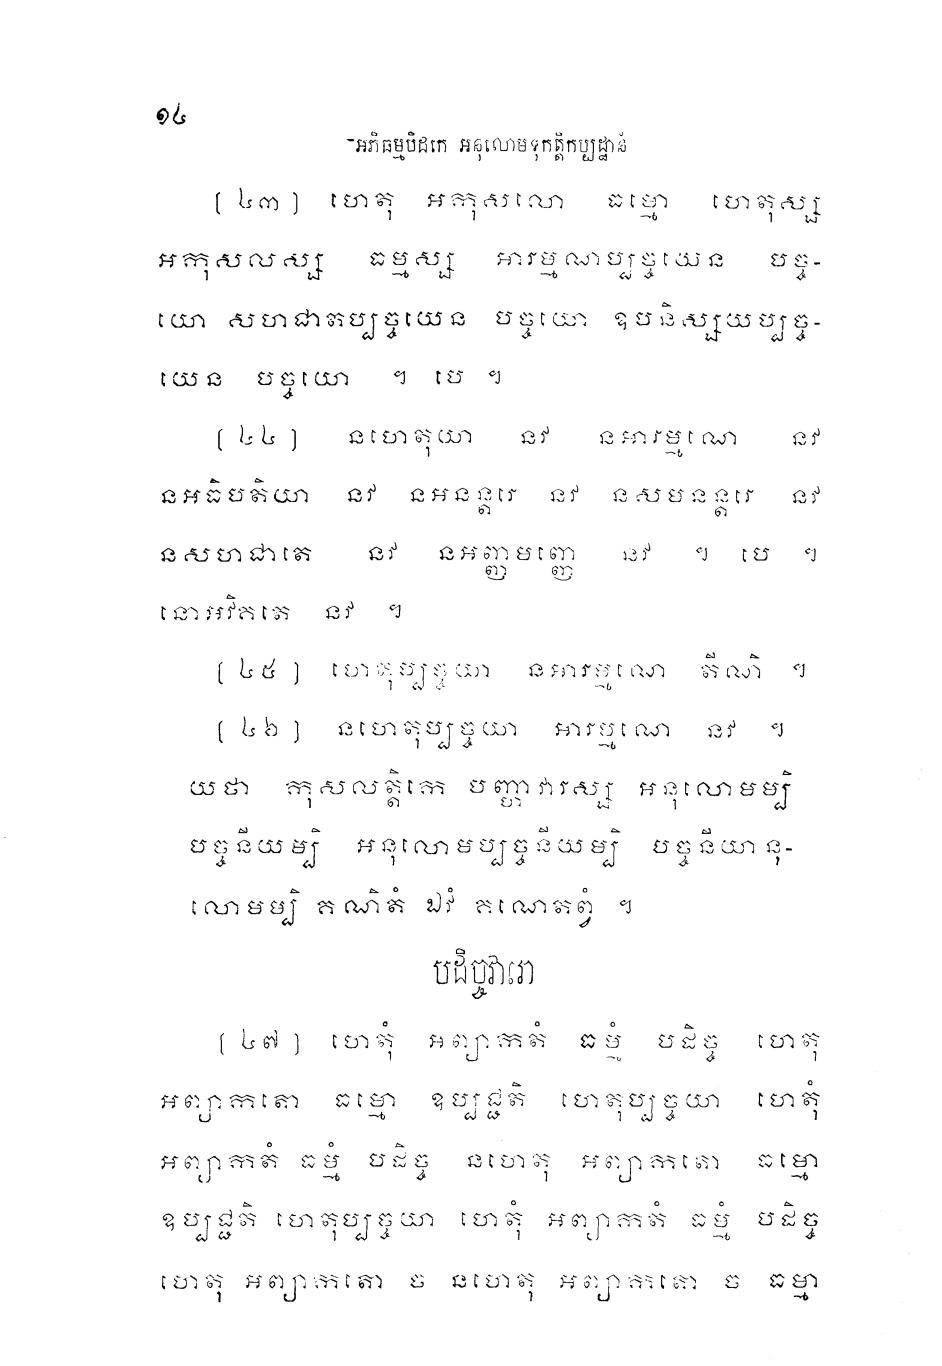 ១៤
អភិធម្មបិដកេ អនុលោមទុកត្តិកប្បដ្ឋានំ
[ ៤៣ ] ហេតុ អកុសលោ ធម្មោ ហេតុស្ស
អកុសលស្ស ធម្មស្ស អារម្មណប្បច្ចយេន បច្ច-
យោ សហជាតប្បច្ចយេន បច្ចយោ ឧបនិស្សយប្បច្ច-
យេន បច្ចយោ ។ បេ ។
[ ៤៤ ] នហេតុយា នវ នអារម្មណេ នវ
នអធិបតិយា នវ នអនន្តរេ នវ នសមនន្តរេ នវ
នសហជាតេ នវ នអញ្ញមញ្ញេ នវ ។ បេ ។
នោអវិគតេ នវ ។
[ ៤៥ ] ហេតុប្បច្ចយា នអារម្មណេ តីណិ ។
[ ៤៦ ] នហេតុប្បច្ចយា អារម្មណេ នវ ។
យថា កុសលត្តិកេ បញ្ហាវារស្ស អនុលោមម្បិ
បច្ចនីយម្បិ អនុលោមប្បច្ចនីយម្បិ បច្ចនីយានុ-
លោមម្បិ គណិតំ ឯវំ គណេតព្វំ ។
បដិច្ចវារោ
[ ៤៧ ] ហេតុំ អព្យាកតំ ធម្មំ បដិច្ច ហេតុ
អព្យាកតោ ធម្មោ ឧប្បជ្ជតិ ហេតុប្បច្ចយា ហេតុំ
អព្យាកតំ ធម្មំ បដិច្ច នហេតុ អព្យាកតោ ធម្មោ
ឧប្បជ្ជតិ ហេតុប្បច្ចយា ហេតុំ អព្យាកតំ ធម្មំ បដិច្ច
ហេតុ អព្យាកតោ ច នហេតុ អព្យាកតោ ច ធម្មា